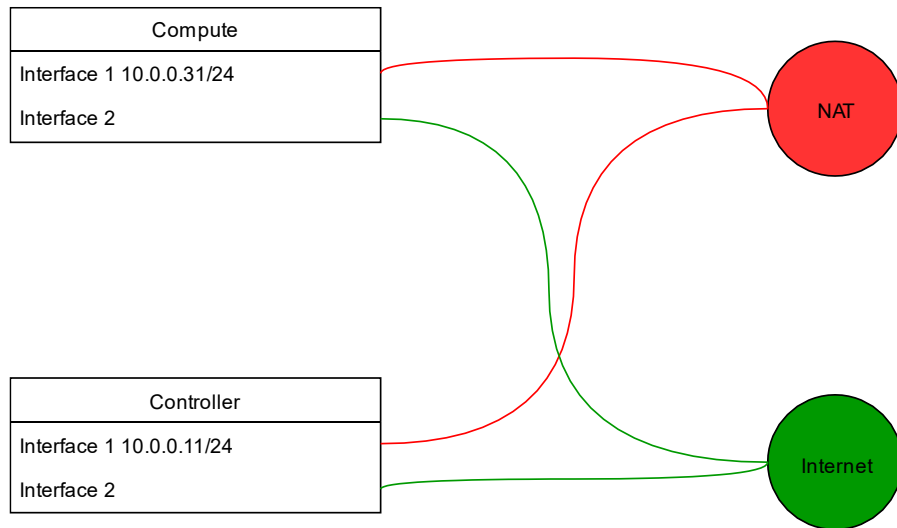 Compute
Interface 1 10.0.0.31/24
Interface 2
NAT
Controller
Interface 1 10.0.0.11/24
Interface 2
Internet